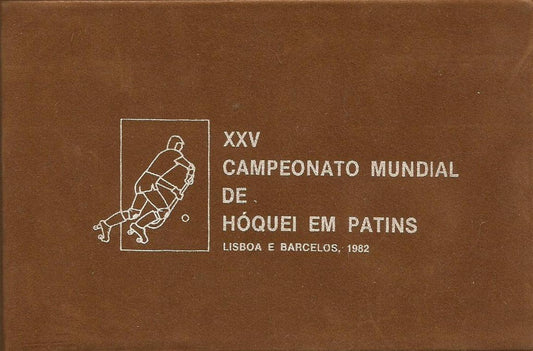 XXV
CAMPEONATO MUNDIAL
DE
HÓQUEI EM PATINS
LISBOA E BARCELOS, 1982